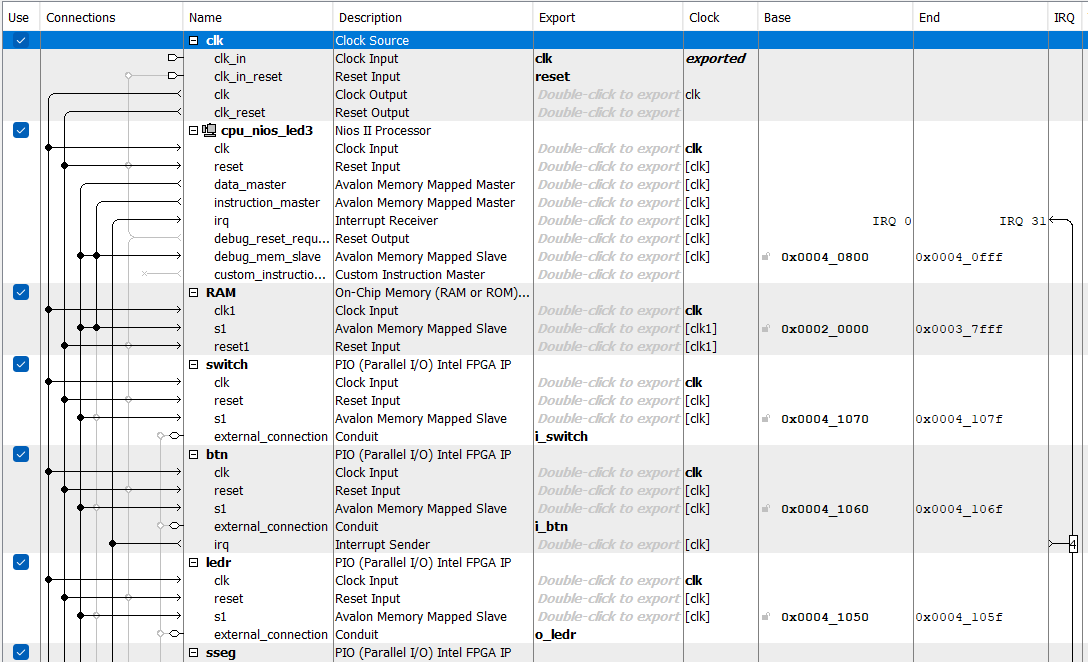 Use Connections Name Description Export Clock Base End IRQ
clk Clock Source
clk_in Clock Input clk exported
clk_in_reset Reset Input reset
clk Clock Output Double-click to export clk
clk_reset Reset Output Double-click to export
cpu_nios_led3 Nios II Processor
clk Clock Input Double-click to export clk
reset Reset Input Double-click to export [clk]
data_master Avalon Memory Mapped Master Double-click to export [clk]
instruction_master Avalon Memory Mapped Master Double-click to export [clk]
irq Interrupt Receiver Double-click to export [clk] IRQ 0 IRQ 31
debug_reset_requ... Reset Output Double-click to export [clk]
debug_mem_slave Avalon Memory Mapped Slave Double-click to export [clk] 0x0004_0800 0x0004_0fff
custom_instructio... Custom Instruction Master Double-click to export
RAM On-Chip Memory (RAM or ROM)...
clk1 Clock Input Double-click to export clk
s1 Avalon Memory Mapped Slave Double-click to export [clk1] 0x0002_0000 0x0003_7fff
reset1 Reset Input Double-click to export [clk1]
switch PIO (Parallel I/O) Intel FPGA IP
clk Clock Input Double-click to export clk
reset Reset Input Double-click to export [clk]
s1 Avalon Memory Mapped Slave Double-click to export [clk] 0x0004_1070 0x0004_107f
external_connection Conduit i_switch
btn PIO (Parallel I/O) Intel FPGA IP
clk Clock Input Double-click to export clk
reset Reset Input Double-click to export [clk]
s1 Avalon Memory Mapped Slave Double-click to export [clk] 0x0004_1060 0x0004_106f
external_connection Conduit i_btn
irq Interrupt Sender Double-click to export [clk] 4
ledr PIO (Parallel I/O) Intel FPGA IP
clk Clock Input Double-click to export clk
reset Reset Input Double-click to export [clk]
s1 Avalon Memory Mapped Slave Double-click to export [clk] 0x0004_1050 0x0004_105f
external_connection Conduit o_ledr
sseg PIO (Parallel I/O) Intel FPGA IP